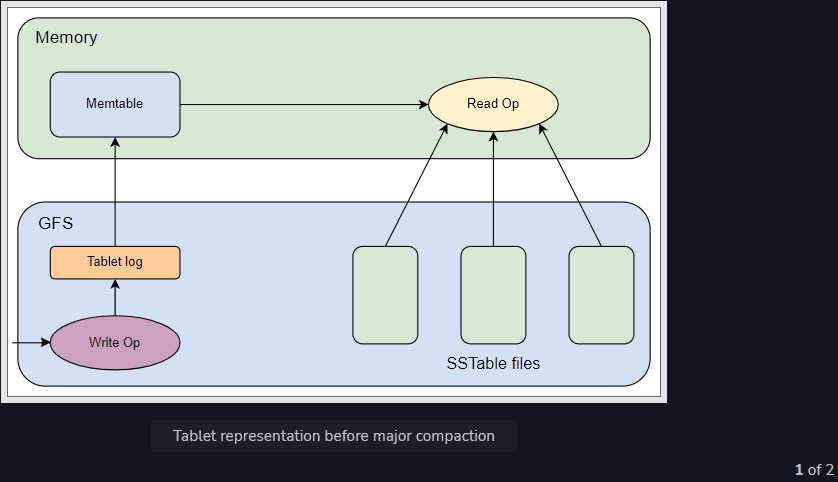 Memory
Memtable
Read Op
GFS
Tablet log
Write Op
SSTable files
Tablet representation before major compaction
1 of 2